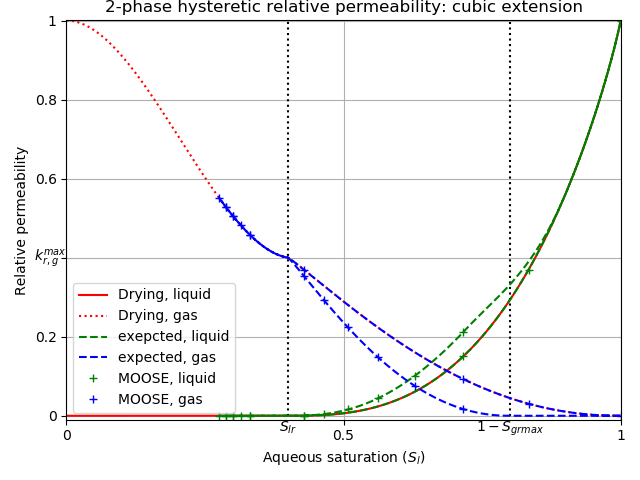 2-phase hysteretic relative permeability: cubic extension
1
0.8
0.6
k_{r,g}^{max}
0.2
0
Relative permeability
Drying, liquid
Drying, gas
exepcted, liquid
expected, gas
MOOSE, liquid
MOOSE, gas
0
S_{lr}
0.5
1 − S_{grmax}
1
Aqueous saturation (S_l)